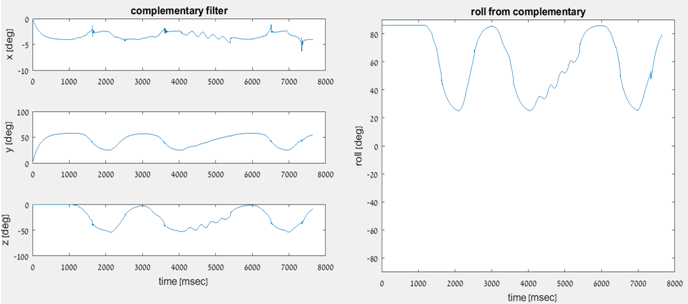 complementary filter
0
-5
-10
x [deg]
0 1000 2000 3000 4000 5000 6000 7000 8000
100
50
0
y [deg]
0 1000 2000 3000 4000 5000 6000 7000 8000
0
-50
-100
z [deg]
0 1000 2000 3000 4000 5000 6000 7000 8000
time [msec]
roll from complementary
80
60
40
20
0
-20
-40
-60
-80
roll [deg]
0 1000 2000 3000 4000 5000 6000 7000 8000
time [msec]